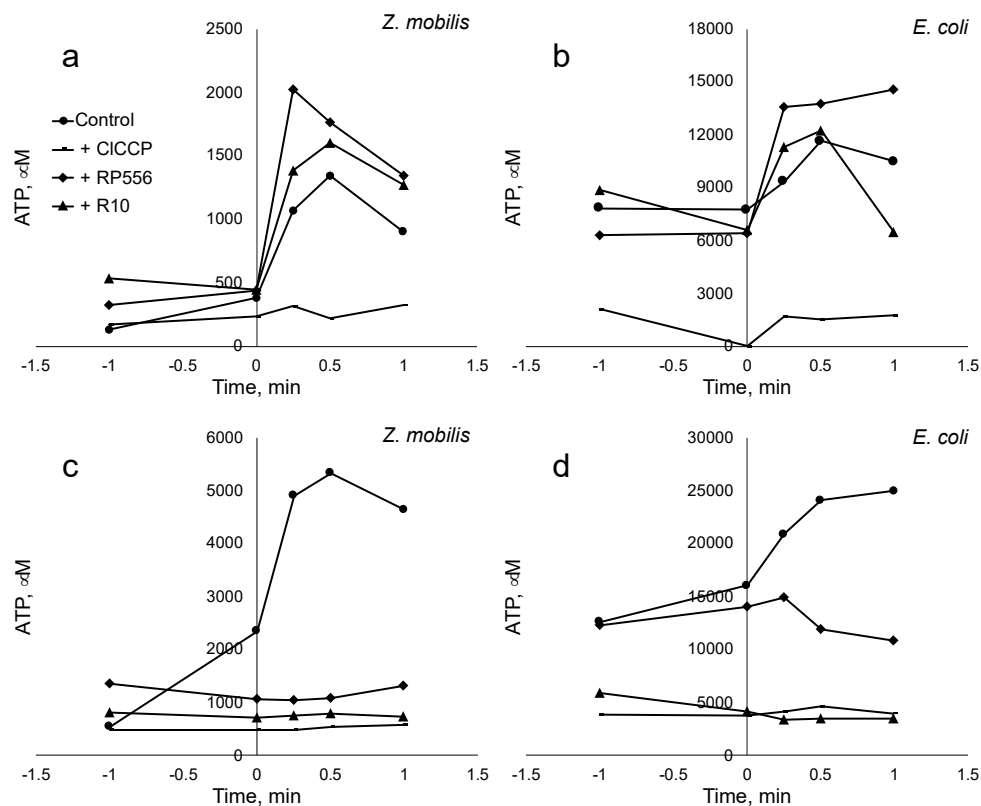 a
Z. mobilis
ATP, ∝M
2500
2000
1500
1000
500
0
Control
+ ClCCP
+ RP556
+ R10
-1.5 -1 -0.5 0 0.5 1 1.5
Time, min
b
E. coli
ATP, ∝M
18000
15000
12000
9000
6000
3000
0
-1.5 -1 -0.5 0 0.5 1 1.5
Time, min
c
Z. mobilis
ATP, ∝M
6000
5000
4000
3000
2000
1000
0
-1.5 -1 -0.5 0 0.5 1 1.5
Time, min
d
E. coli
ATP, ∝M
30000
25000
20000
15000
10000
5000
0
-1.5 -1 -0.5 0 0.5 1 1.5
Time, min